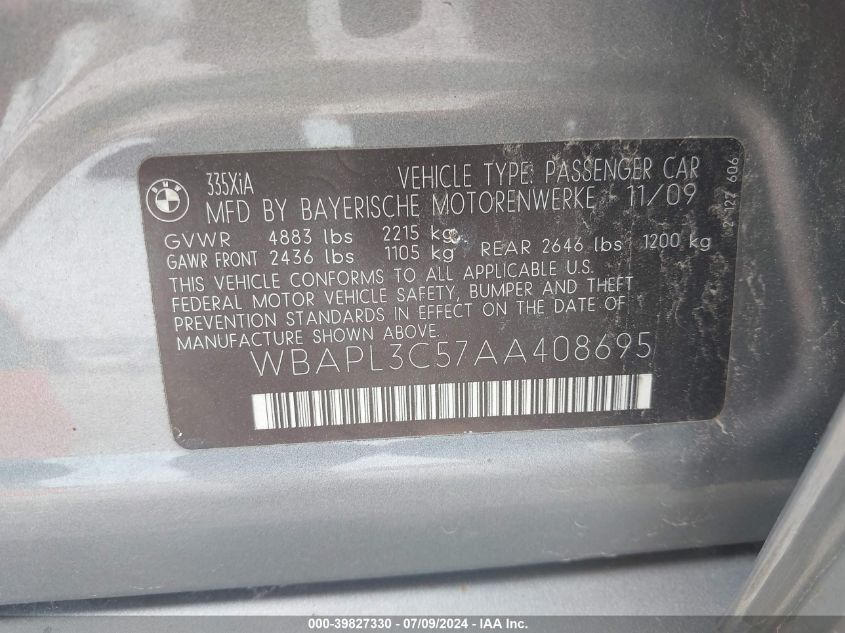 BMW
335XiA
VEHICLE TYPE: PASSENGER CAR
MFD BY BAYERISCHE MOTORENWERKE - 11/09
GVWR 4883 lbs 2215 kg
GAWR FRONT 2436 lbs 1105 kg REAR 2646 lbs 1200 kg
THIS VEHICLE CONFORMS TO ALL APPLICABLE U.S.
FEDERAL MOTOR VEHICLE SAFETY, BUMPER AND THEFT
PREVENTION STANDARDS IN EFFECT ON THE DATE OF
MANUFACTURE SHOWN ABOVE.
WBAPL3C57AA408695
606
000-39827330 | 07/09/2024 - IAA Inc.